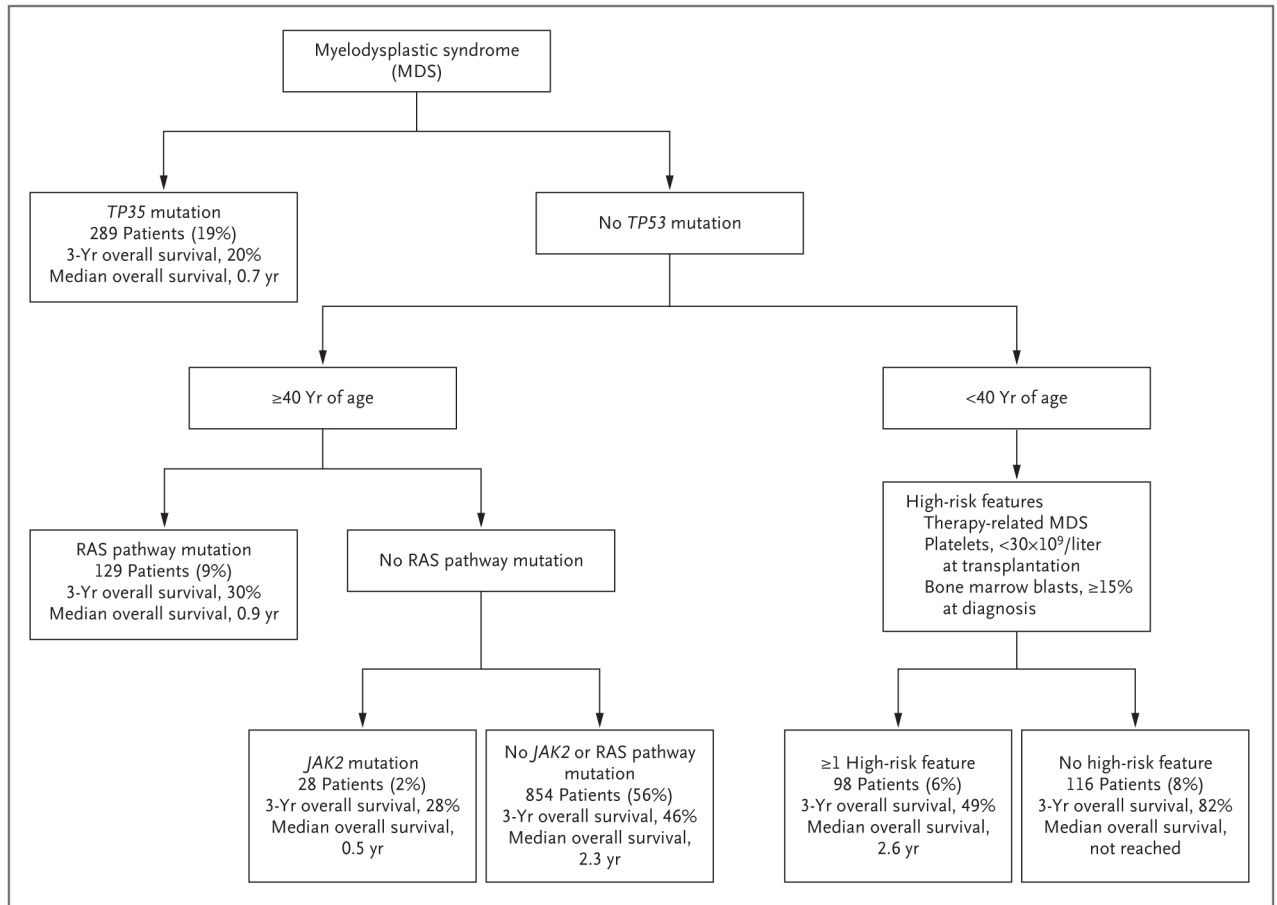 Myelodysplastic syndrome
(MDS)
TP35 mutation
289 Patients (19%)
3-Yr overall survival, 20%
Median overall survival, 0.7 yr
No TP53 mutation
≥40 Yr of age
<40 Yr of age
RAS pathway mutation
129 Patients (9%)
3-Yr overall survival, 30%
Median overall survival, 0.9 yr
No RAS pathway mutation
High-risk features
Therapy-related MDS
Platelets, <30×10⁹/liter
at transplantation
Bone marrow blasts, ≥15%
at diagnosis
JAK2 mutation
28 Patients (2%)
3-Yr overall survival, 28%
Median overall survival,
0.5 yr
No JAK2 or RAS pathway
mutation
854 Patients (56%)
3-Yr overall survival, 46%
Median overall survival,
2.3 yr
≥1 High-risk feature
98 Patients (6%)
3-Yr overall survival, 49%
Median overall survival,
2.6 yr
No high-risk feature
116 Patients (8%)
3-Yr overall survival, 82%
Median overall survival,
not reached